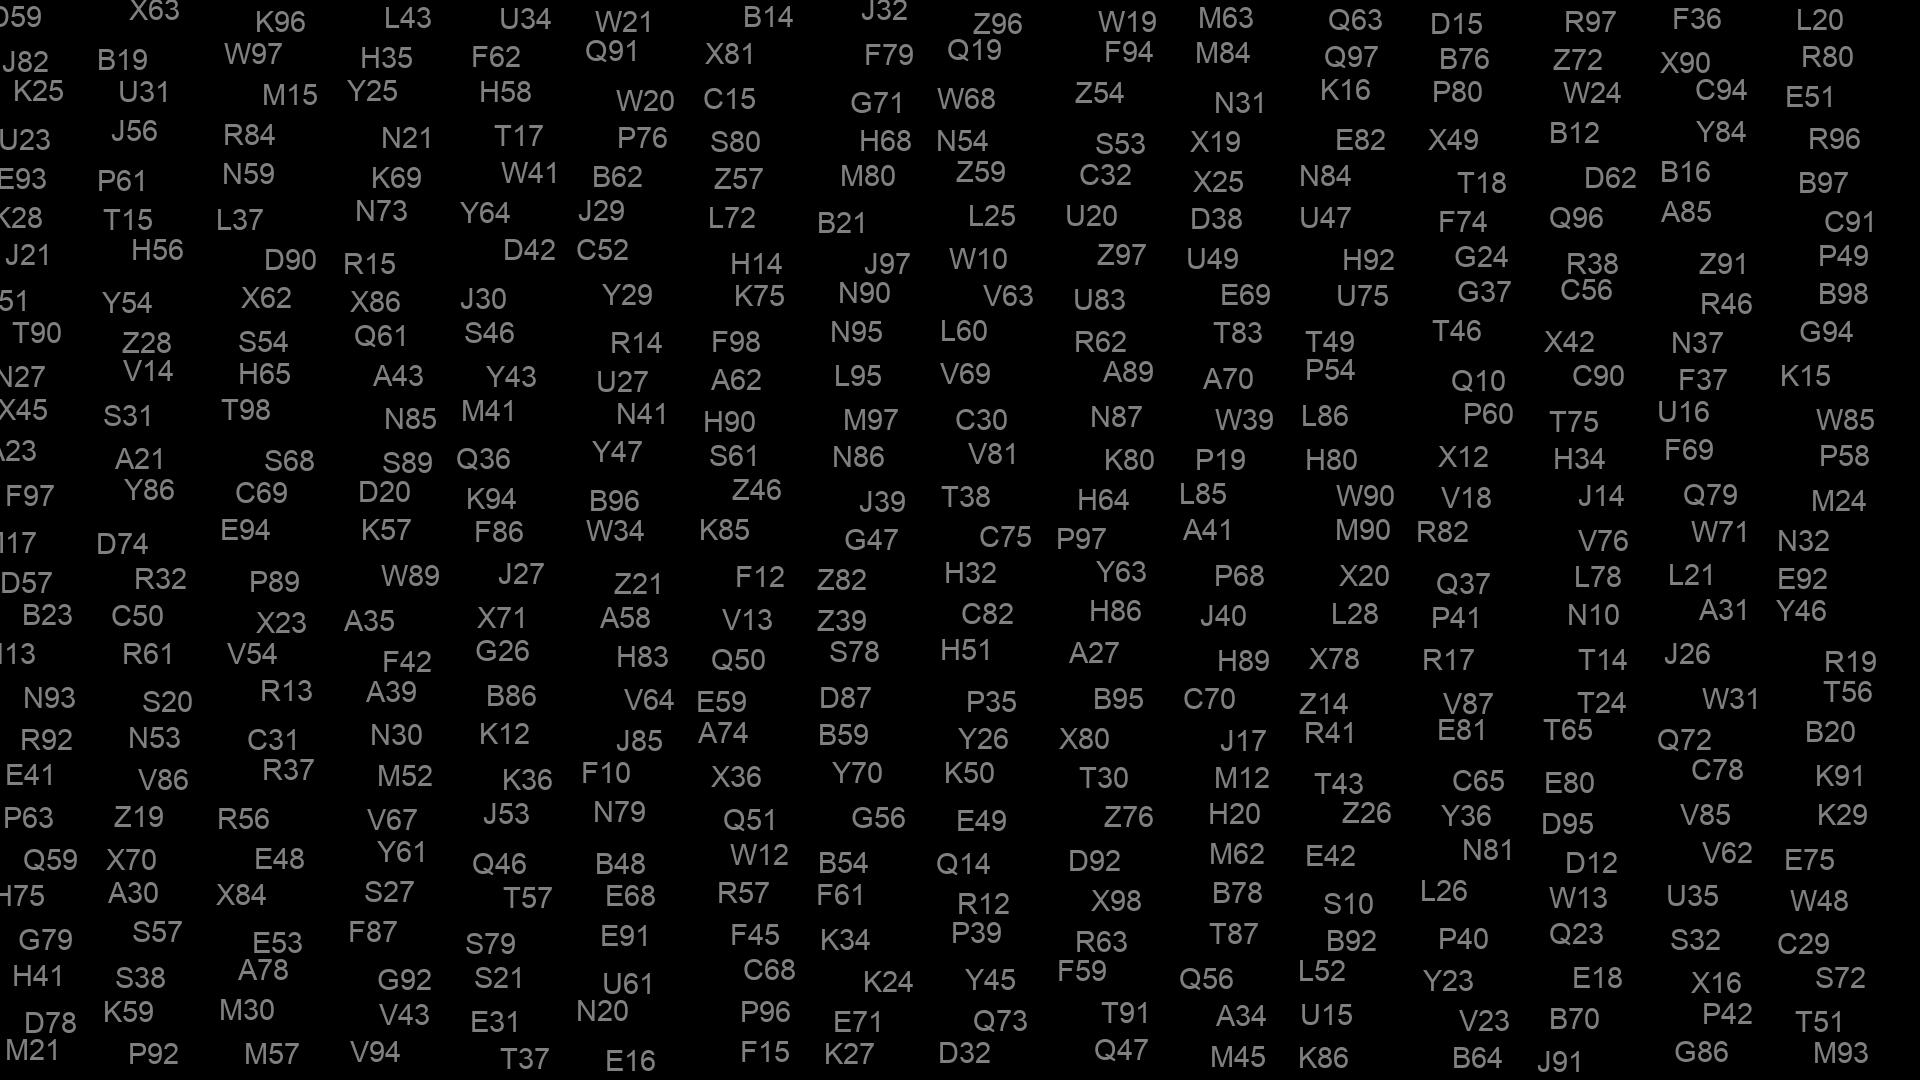 D59 X63 K96 L43 U34 W21 B14 J32 Z96 W19 M63 Q63 D15 R97 F36 L20
J82 B19 W97 H35 F62 Q91 X81 F79 Q19 F94 M84 Q97 B76 Z72 X90 R80
K25 U31 M15 Y25 H58 W20 C15 G71 W68 Z54 N31 K16 P80 W24 C94 E51
U23 J56 R84 N21 T17 P76 S80 H68 N54 S53 X19 E82 X49 B12 Y84 R96
E93 P61 N59 K69 W41 B62 Z57 M80 Z59 C32 X25 N84 T18 D62 B16 B97
K28 T15 L37 N73 Y64 J29 L72 B21 L25 U20 D38 U47 F74 Q96 A85 C91
J21 H56 D90 R15 D42 C52 H14 J97 W10 Z97 U49 H92 G24 R38 Z91 P49
51 Y54 X62 X86 J30 Y29 K75 N90 V63 U83 E69 U75 G37 C56 R46 B98
T90 Z28 S54 Q61 S46 R14 F98 N95 L60 R62 T83 T49 T46 X42 N37 G94
N27 V14 H65 A43 Y43 U27 A62 L95 V69 A89 A70 P54 Q10 C90 F37 K15
X45 S31 T98 N85 M41 N41 H90 M97 C30 N87 W39 L86 P60 T75 U16 W85
A23 A21 S68 S89 Q36 Y47 S61 N86 V81 K80 P19 H80 X12 H34 F69 P58
F97 Y86 C69 D20 K94 B96 Z46 J39 T38 H64 L85 W90 V18 J14 Q79 M24
17 D74 E94 K57 F86 W34 K85 G47 C75 P97 A41 M90 R82 V76 W71 N32
D57 R32 P89 W89 J27 Z21 F12 Z82 H32 Y63 P68 X20 Q37 L78 L21 E92
B23 C50 X23 A35 X71 A58 V13 Z39 C82 H86 J40 L28 P41 N10 A31 Y46
13 R61 V54 F42 G26 H83 Q50 S78 H51 A27 H89 X78 R17 T14 J26 R19
N93 S20 R13 A39 B86 V64 E59 D87 P35 B95 C70 Z14 V87 T24 W31 T56
R92 N53 C31 N30 K12 J85 A74 B59 Y26 X80 J17 R41 E81 T65 Q72 B20
E41 V86 R37 M52 K36 F10 X36 Y70 K50 T30 M12 T43 C65 E80 C78 K91
P63 Z19 R56 V67 J53 N79 Q51 G56 E49 Z76 H20 Z26 Y36 D95 V85 K29
Q59 X70 E48 Y61 Q46 B48 W12 B54 Q14 D92 M62 E42 N81 D12 V62 E75
H75 A30 X84 S27 T57 E68 R57 F61 R12 X98 B78 S10 L26 W13 U35 W48
G79 S57 E53 F87 S79 E91 F45 K34 P39 R63 T87 B92 P40 Q23 S32 C29
H41 S38 A78 G92 S21 U61 C68 K24 Y45 F59 Q56 L52 Y23 E18 X16 S72
D78 K59 M30 V43 E31 N20 P96 E71 Q73 T91 A34 U15 V23 B70 P42 T51
M21 P92 M57 V94 T37 E16 F15 K27 D32 Q47 M45 K86 B64 J91 G86 M93